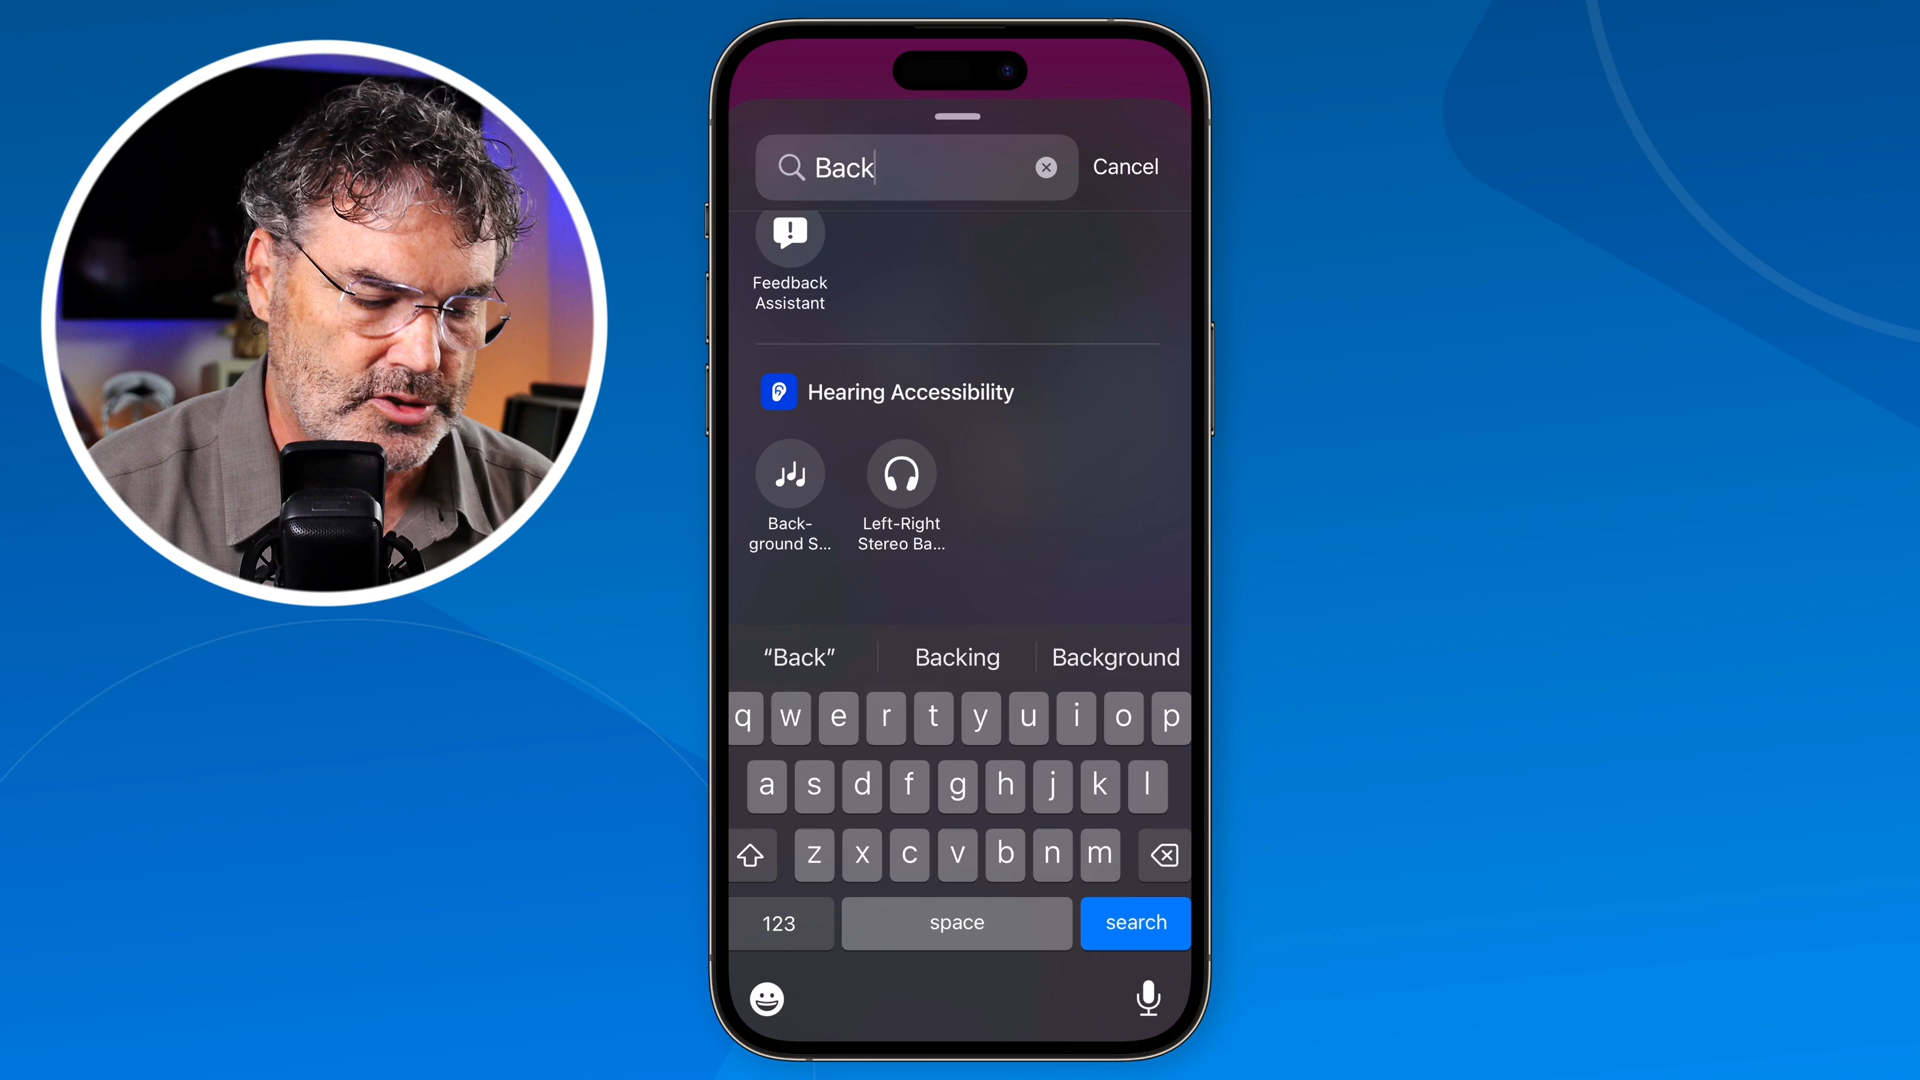 Back
Cancel
Feedback
Assistant
Hearing Accessibility
Back-
ground S...
Left-Right
Stereo Ba...
“Back”
Backing
Background
q w e r t y u i o p
a s d f g h j k l
z x c v b n m
123
space
search